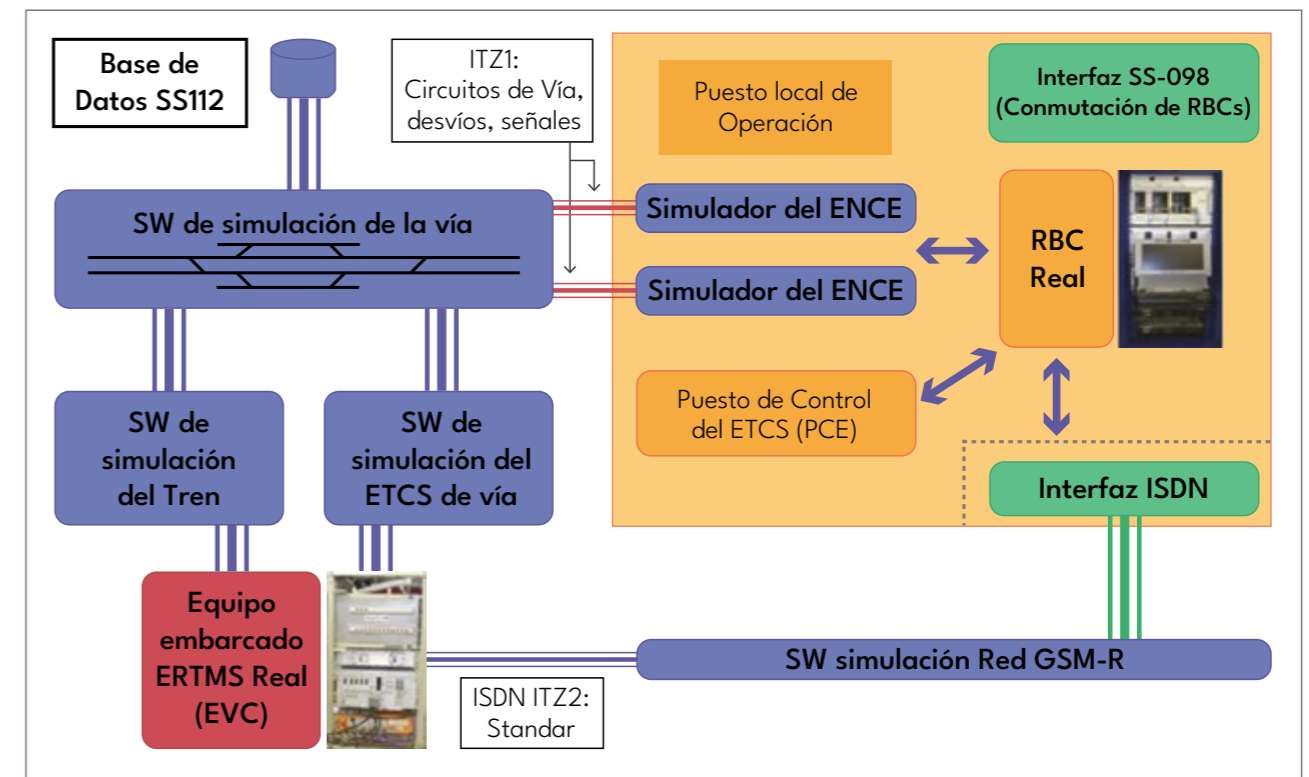 Base de
Datos SS112
ITZ1:
Circuitos de Vía,
desvíos, señales
Puesto local de
Operación
Interfaz SS-098
(Conmutación de RBCs)
SW de simulación de la vía
Simulador del ENCE
Simulador del ENCE
RBC
Real
Puesto de Control
del ETCS (PCE)
SW de
simulación
del Tren
SW de
simulación del
ETCS de vía
Interfaz ISDN
Equipo
embarcado
ERTMS Real
(EVC)
SW simulación Red GSM-R
ISDN ITZ2:
Standar